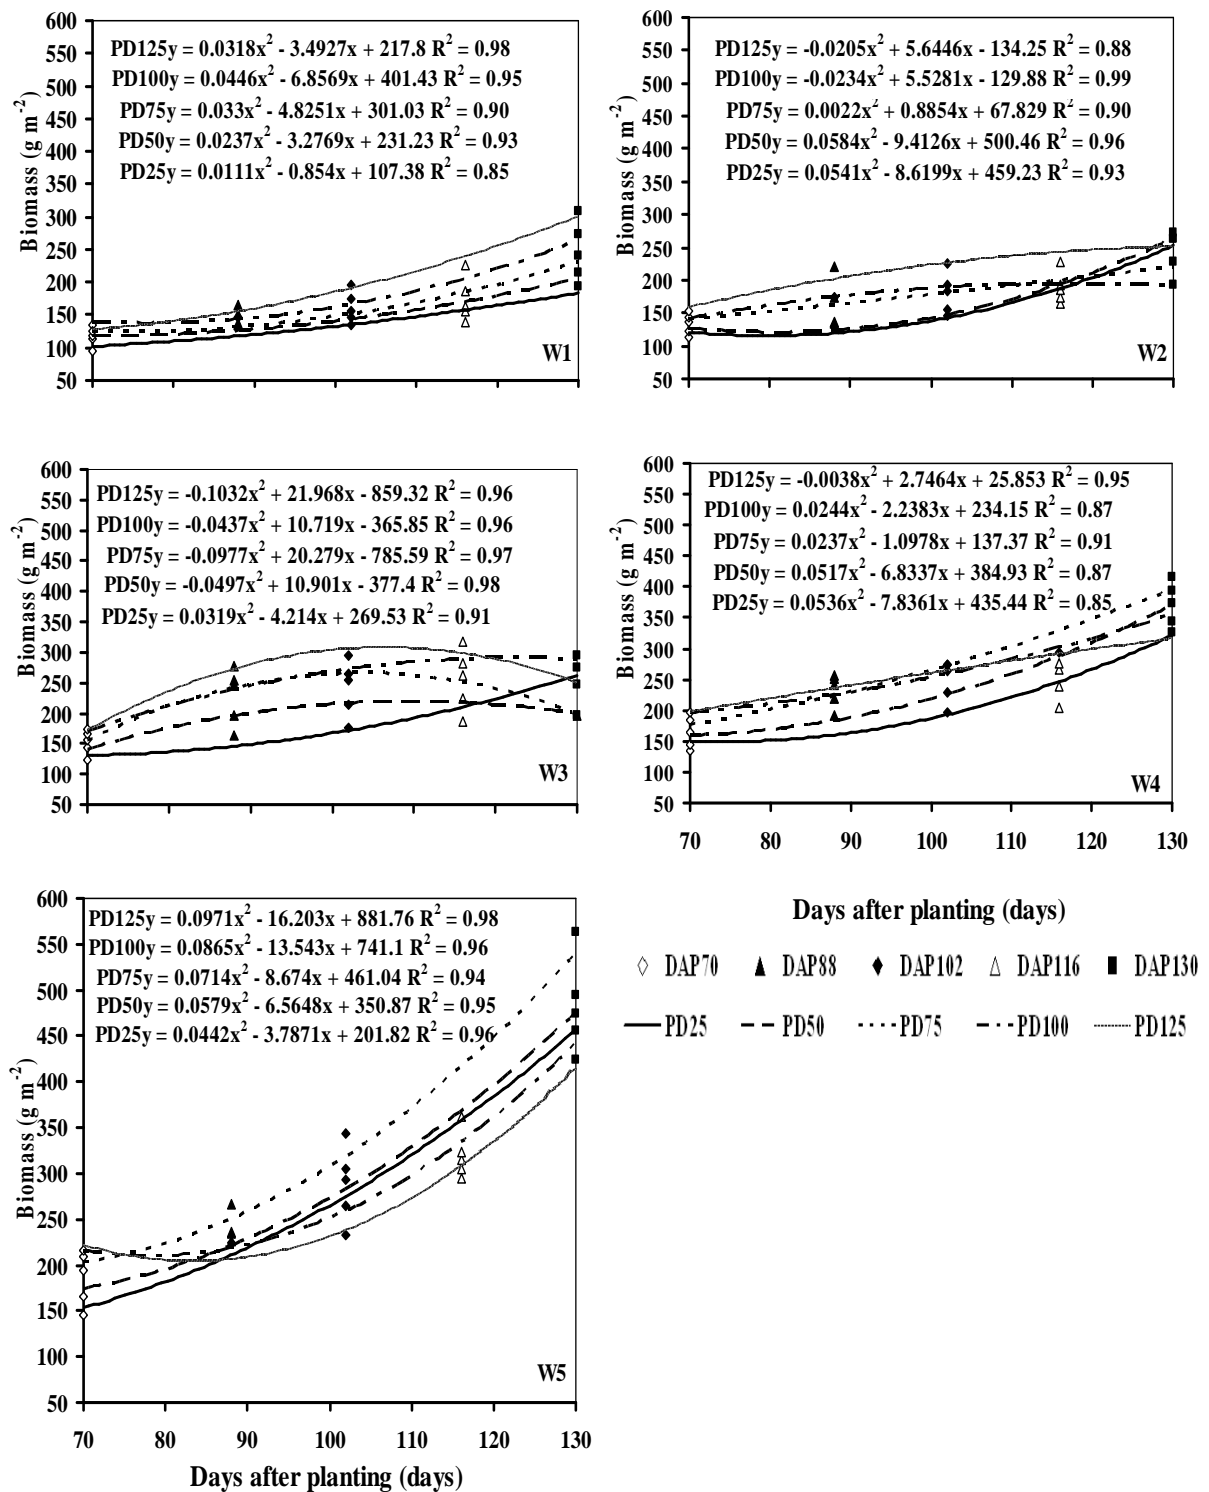 600
550
500
450
400
350
300
250
200
150
100
50
Biomass (g m-2)
PD125y = 0.0318x2 - 3.4927x + 217.8 R2 = 0.98
PD100y = 0.0446x2 - 6.8569x + 401.43 R2 = 0.95
PD75y = 0.033x2 - 4.8251x + 301.03 R2 = 0.90
PD50y = 0.0237x2 - 3.2769x + 231.23 R2 = 0.93
PD25y = 0.0111x2 - 0.854x + 107.38 R2 = 0.85
W1
600
550
500
450
400
350
300
250
200
150
100
50
Biomass (g m-2)
PD125y = -0.0205x2 + 5.6446x - 134.25 R2 = 0.88
PD100y = -0.0234x2 + 5.5281x - 129.88 R2 = 0.99
PD75y = 0.0022x2 + 0.8854x + 67.829 R2 = 0.90
PD50y = 0.0584x2 - 9.4126x + 500.46 R2 = 0.96
PD25y = 0.0541x2 - 8.6199x + 459.23 R2 = 0.93
W2
600
550
500
450
400
350
300
250
200
150
100
50
Biomass (g m-2)
PD125y = -0.1032x2 + 21.968x - 859.32 R2 = 0.96
PD100y = -0.0437x2 + 10.719x - 365.85 R2 = 0.96
PD75y = -0.0977x2 + 20.279x - 785.59 R2 = 0.97
PD50y = -0.0497x2 + 10.901x - 377.4 R2 = 0.98
PD25y = 0.0319x2 - 4.214x + 269.53 R2 = 0.91
W3
600
550
500
450
400
350
300
250
200
150
100
50
Biomass (g m-2)
PD125y = -0.0038x2 + 2.7464x + 25.853 R2 = 0.95
PD100y = 0.0244x2 - 2.2383x + 234.15 R2 = 0.87
PD75y = 0.0237x2 - 1.0978x + 137.37 R2 = 0.91
PD50y = 0.0517x2 - 6.8337x + 384.93 R2 = 0.87
PD25y = 0.0536x2 - 7.8361x + 435.44 R2 = 0.85
W4
70 80 90 100 110 120 130
Days after planting (days)
600
550
500
450
400
350
300
250
200
150
100
50
Biomass (g m-2)
PD125y = 0.0971x2 - 16.203x + 881.76 R2 = 0.98
PD100y = 0.0865x2 - 13.543x + 741.1 R2 = 0.96
PD75y = 0.0714x2 - 8.674x + 461.04 R2 = 0.94
PD50y = 0.0579x2 - 6.5648x + 350.87 R2 = 0.95
PD25y = 0.0442x2 - 3.7871x + 201.82 R2 = 0.96
W5
70 80 90 100 110 120 130
Days after planting (days)
DAP70 DAP88 DAP102 DAP116 DAP130
PD25 PD50 PD75 PD100 PD125